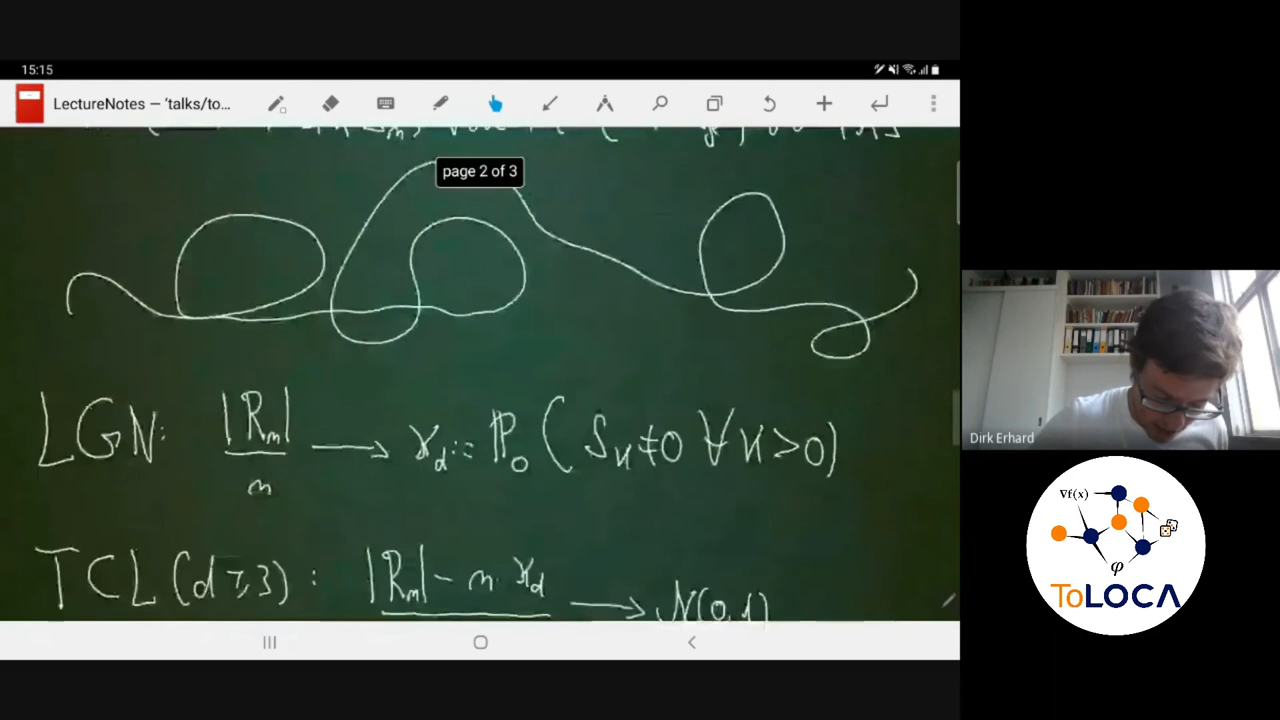 15:15
LectureNotes – 'talks/to...
page 2 of 3
LGN: |R_n|/n → γ_d := P_0 ( S_k ≠ 0 ∀ k > 0)
TCL (d ≥ 3) : |R_n| - n γ_d → N(0,1)
Dirk Erhard
∇f(x)
φ
ToLOCA